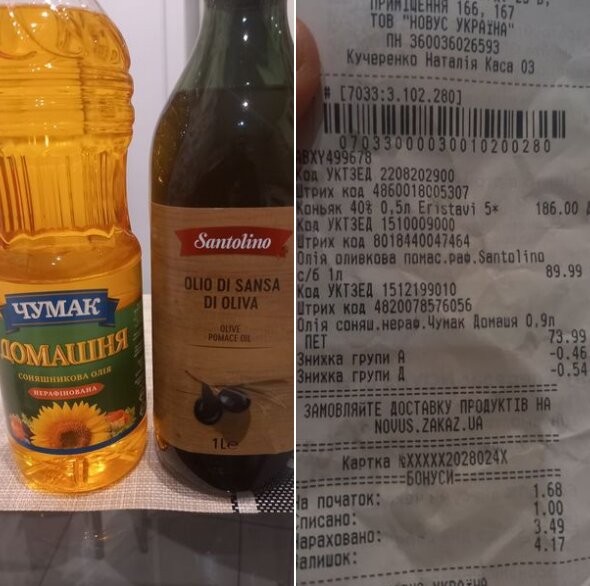 ЧУМАК
ДОМАШНЯ
СОНЯШНИКОВА ОЛІЯ
НЕРАФІНОВАНА
Santolino
OLIO DI SANSA
DI OLIVA
OLIVE
POMACE OIL
1L℮
ПРИМІЩЕННЯ 166, 167
ТОВ "НОВУС УКРАЇНА"
ПН 360036026593
Кучеренко Наталія Каса 03
# [7033:3.102.280]
070330000030010200280
АВХУ499678
Код УКТЗЕД 2208202900
Штрих код 4860018005307
Коньяк 40% 0,5л Eristavi 5* 186.00
Код УКТЗЕД 1510009000
Штрих код 8018440047464
Олія оливкова помас.раф.Santolino
с/б 1л 89.99
Код УКТЗЕД 1512199010
Штрих код 4820078576056
Олія соняш.нераф.Чумак Домашя 0.9л
ПЕТ 73.99
Знижка групи А -0.46
Знижка групи Д -0.54
ЗАМОВЛЯЙТЕ ДОСТАВКУ ПРОДУКТІВ НА
NOVUS.ZAKAZ.UA
Картка №XXXXX2028024X
БОНУСИ
На початок: 1.68
Списано: 1.00
Нараховано: 3.49
Залишок: 4.17